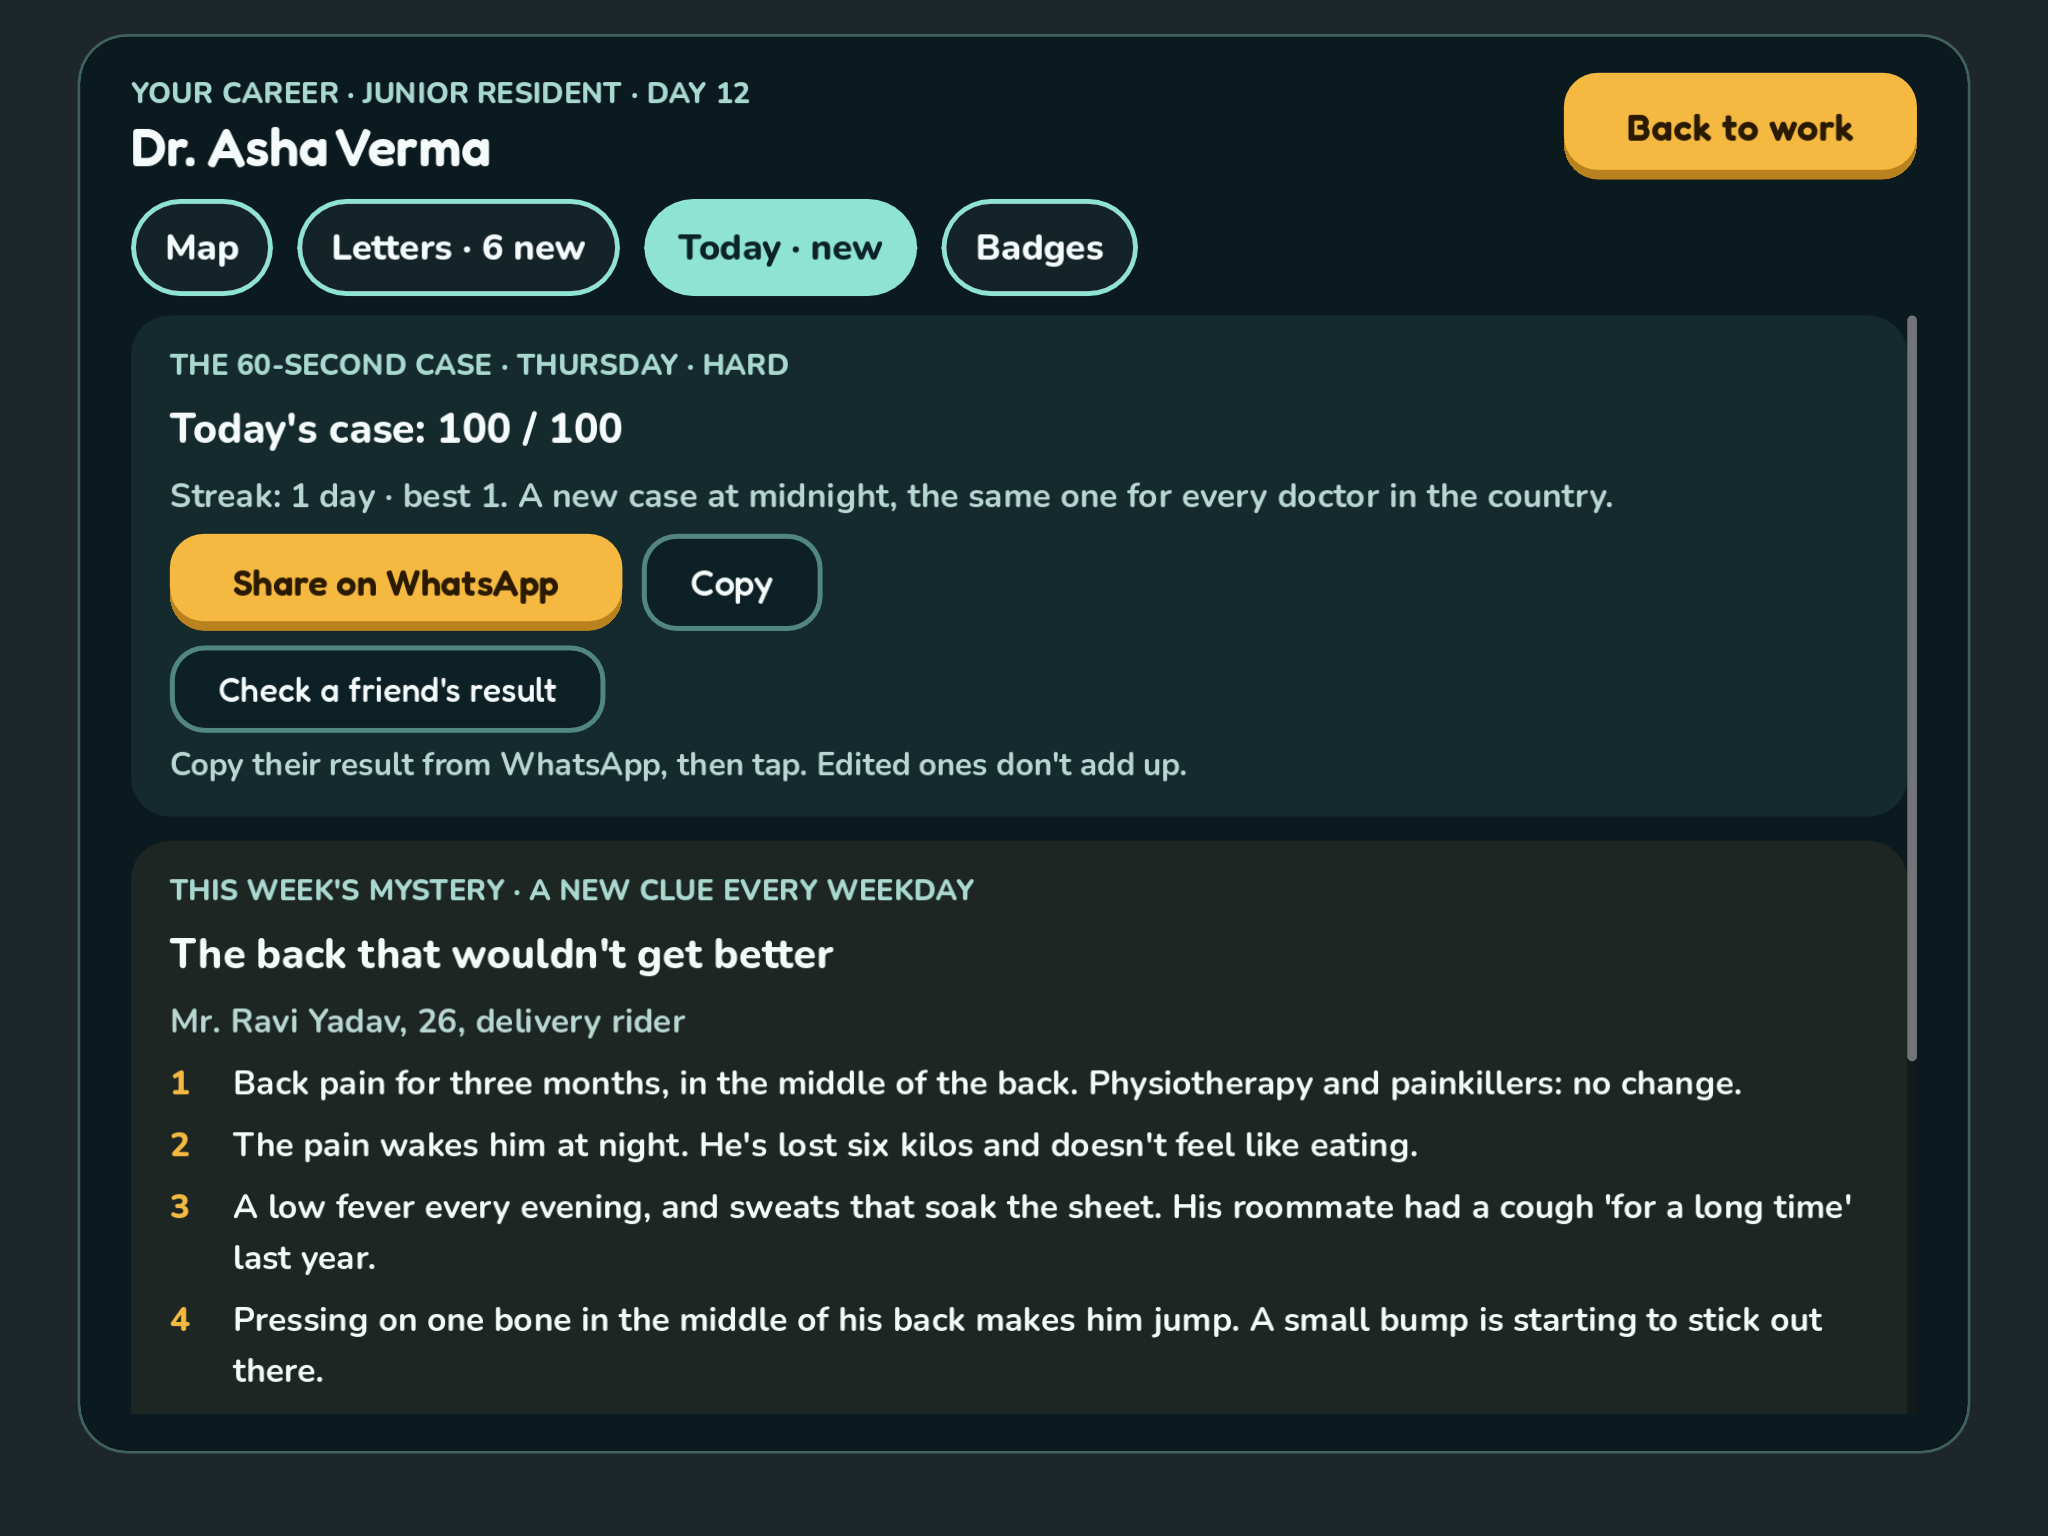 YOUR CAREER · JUNIOR RESIDENT · DAY 12
Dr. Asha Verma
Back to work
Map
Letters · 6 new
Today · new
Badges
THE 60-SECOND CASE · THURSDAY · HARD
Today's case: 100 / 100
Streak: 1 day · best 1. A new case at midnight, the same one for every doctor in the country.
Share on WhatsApp
Copy
Check a friend's result
Copy their result from WhatsApp, then tap. Edited ones don't add up.
THIS WEEK'S MYSTERY · A NEW CLUE EVERY WEEKDAY
The back that wouldn't get better
Mr. Ravi Yadav, 26, delivery rider
1 Back pain for three months, in the middle of the back. Physiotherapy and painkillers: no change.
2 The pain wakes him at night. He's lost six kilos and doesn't feel like eating.
3 A low fever every evening, and sweats that soak the sheet. His roommate had a cough 'for a long time'
last year.
4 Pressing on one bone in the middle of his back makes him jump. A small bump is starting to stick out
there.